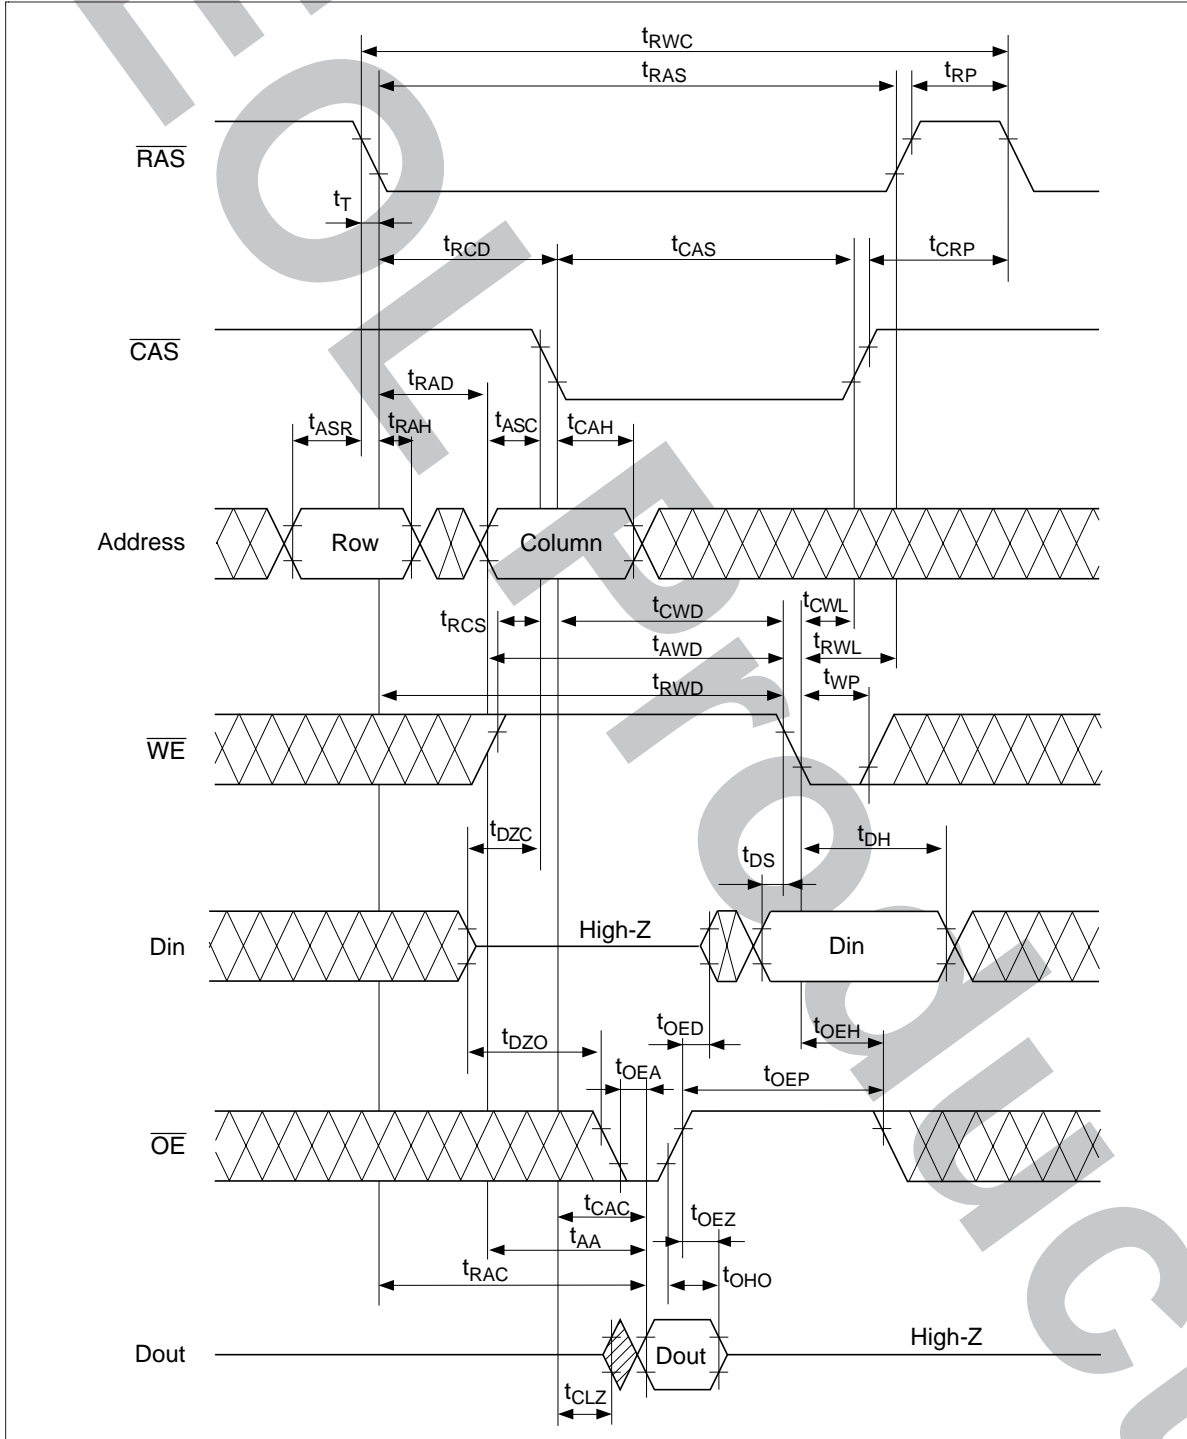 EOL Product
tRWC
tRAS
tRP
RAS
tT
tRCD
tCAS
tCRP
CAS
tRAD
tASR
tRAH
tASC
tCAH
Address
Row
Column
tRCS
tCWD
tCWL
tAWD
tRWL
tRWD
tWP
WE
tDZC
tDH
tDS
Din
High-Z
Din
tDZO
tOED
tOEH
tOEA
tOEP
OE
tCAC
tOEZ
tAA
tRAC
tOHO
Dout
Dout
High-Z
tCLZ